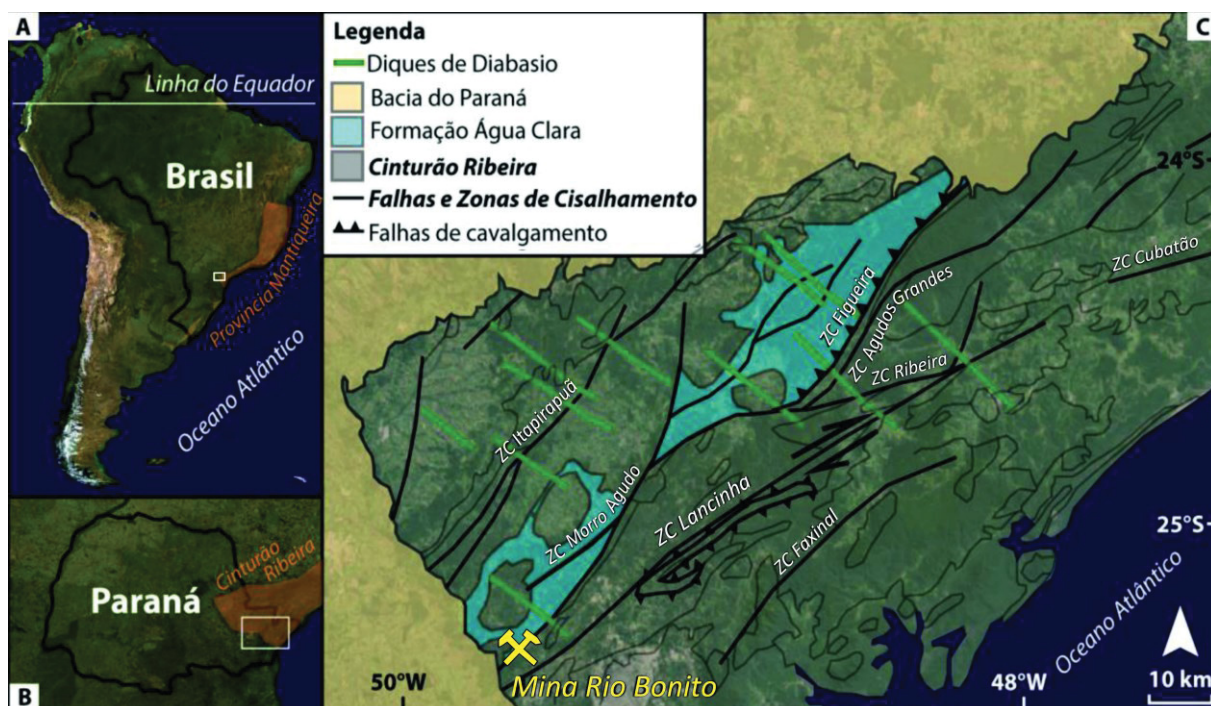 A
Linha do Equador
Brasil
Provincia Mantiqueira
Oceano Atlântico
Cinturão
Ribeira
Paraná
B
Legenda
Diques de Diabasio
Bacia do Paraná
Formação Água Clara
Cinturão Ribeira
Falhas e Zonas de Cisalhamento
Falhas de cavalgamento
C
24°S
ZC Cubatão
ZC Figueira
ZC Agudos Grandes
ZC Ribeira
ZC Itapirapuã
ZC Morro Agudo
ZC Lancinha
ZC Faxinal
25°S
Oceano Atlântico
50°W
Mina Rio Bonito
48°W
10 km